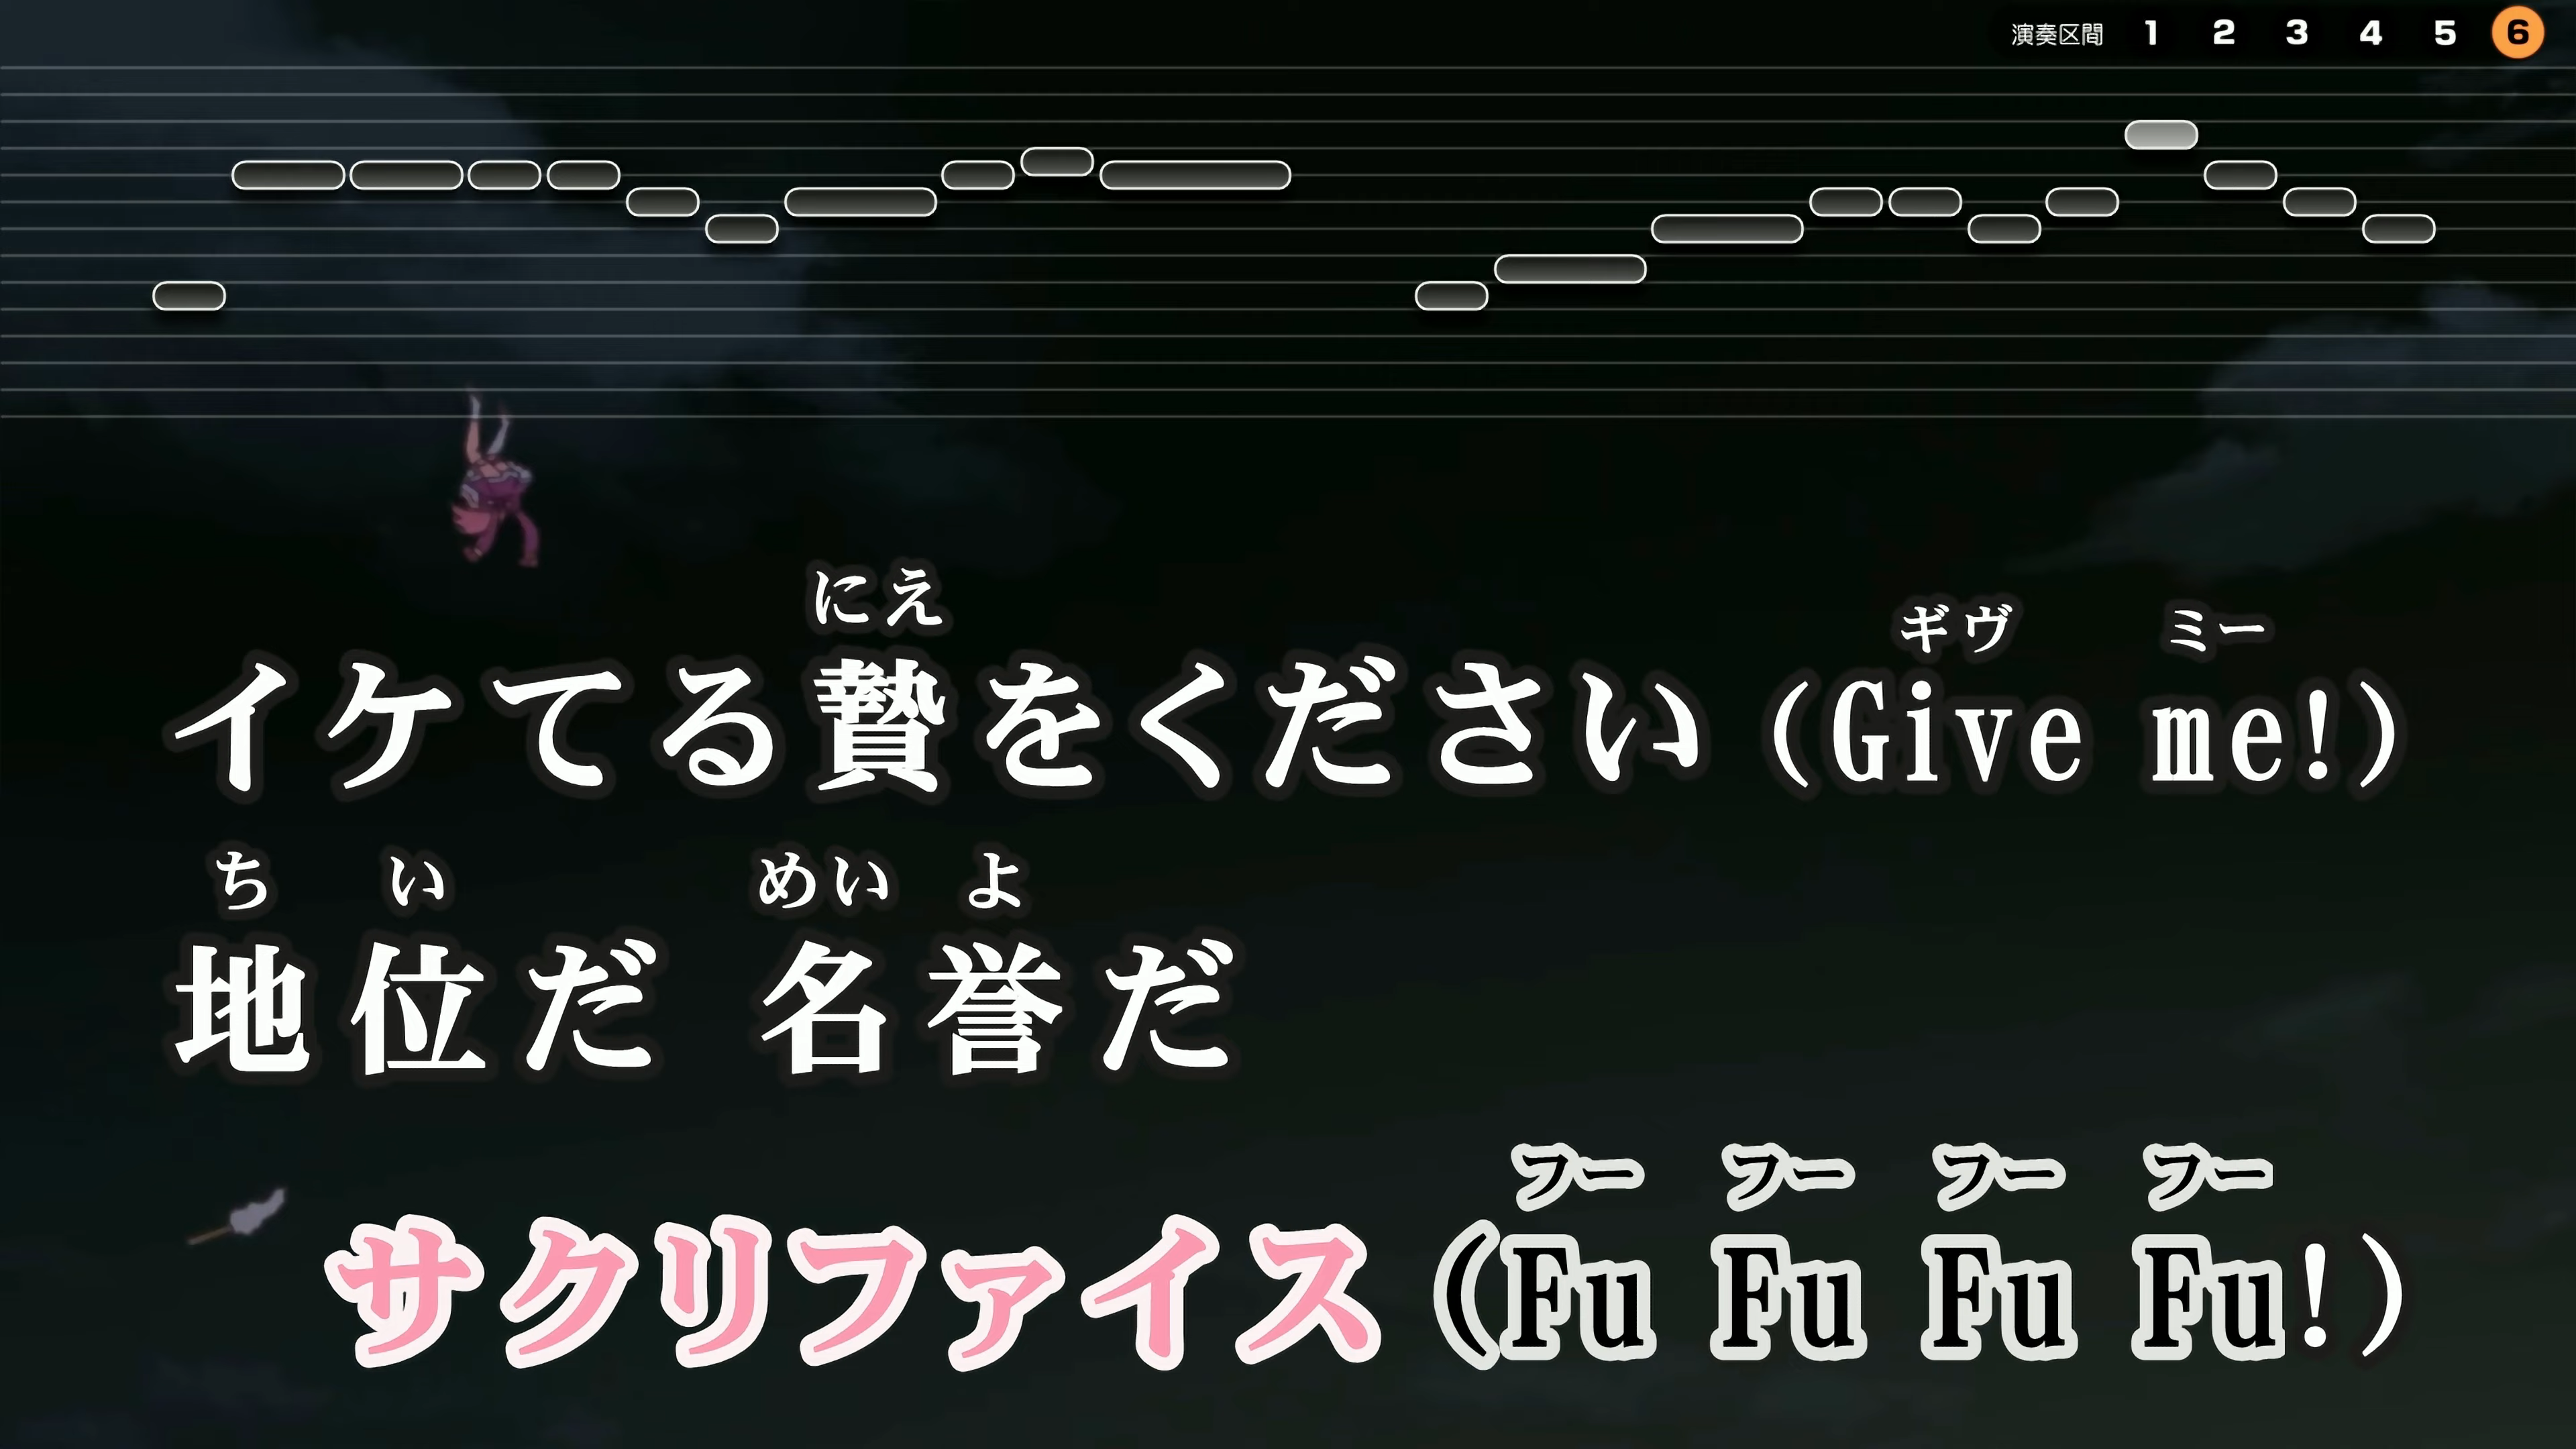 演奏区間 1 2 3 4 5 6
にえ ギヴ ミー
イケてる贄をください(Give me!)
ち い めい よ
地位だ 名誉だ
フー フー フー フー
サクリファイス(Fu Fu Fu Fu!)